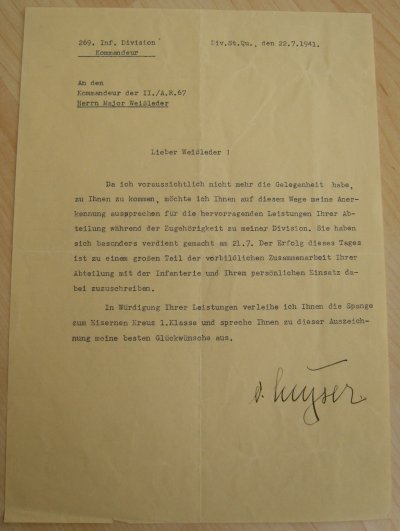 269. Inf. Division
Kommandeur
Div.St.Qu., den 22.7.1941.
An den
Kommandeur der II./A.R.67
Herrn Major Weißleder
Lieber Weißleder !
Da ich voraussichtlich nicht mehr die Gelegenheit habe,
zu Ihnen zu kommen, möchte ich Ihnen auf diesem Wege meine Aner-
kennung aussprechen für die hervorragenden Leistungen Ihrer Ab-
teilung während der Zugehörigkeit zu meiner Division. Sie haben
sich besonders verdient gemacht am 21.7. Der Erfolg dieses Tages
ist zu einem großen Teil der vorbildlichen Zusammenarbeit Ihrer
Abteilung mit der Infanterie und Ihrem persönlichen Einsatz da-
bei zuzuschreiben.
In Würdigung Ihrer Leistungen verleihe ich Ihnen die Spange
zum Eisernen Kreuz 1.Klasse und spreche Ihnen zu dieser Auszeich-
nung meine besten Glückwünsche aus.